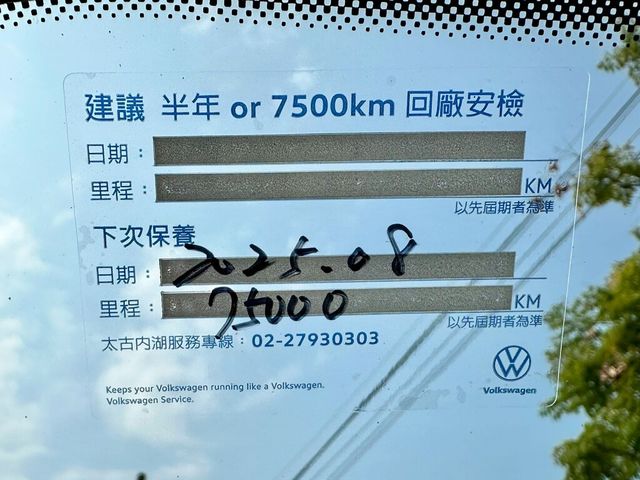 建議 半年 or 7500km 回廠安檢
日期：
里程： KM
以先屆期者為準
下次保養
日期： 2025.08
里程： 75000 KM
以先屆期者為準
太古內湖服務專線：02-27930303
Keeps your Volkswagen running like a Volkswagen.
Volkswagen Service.
Volkswagen